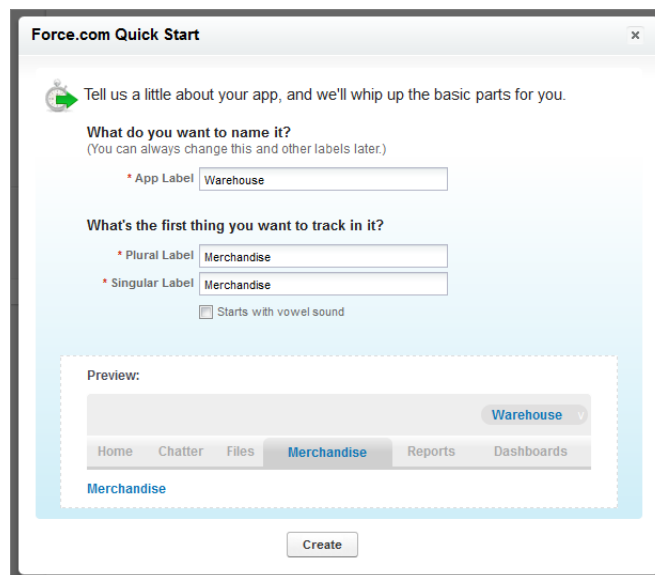 Force.com Quick Start
Tell us a little about your app, and we'll whip up the basic parts for you.
What do you want to name it?
(You can always change this and other labels later.)
* App Label Warehouse
What's the first thing you want to track in it?
* Plural Label Merchandise
* Singular Label Merchandise
Starts with vowel sound
Preview:
Warehouse
Home Chatter Files Merchandise Reports Dashboards
Merchandise
Create